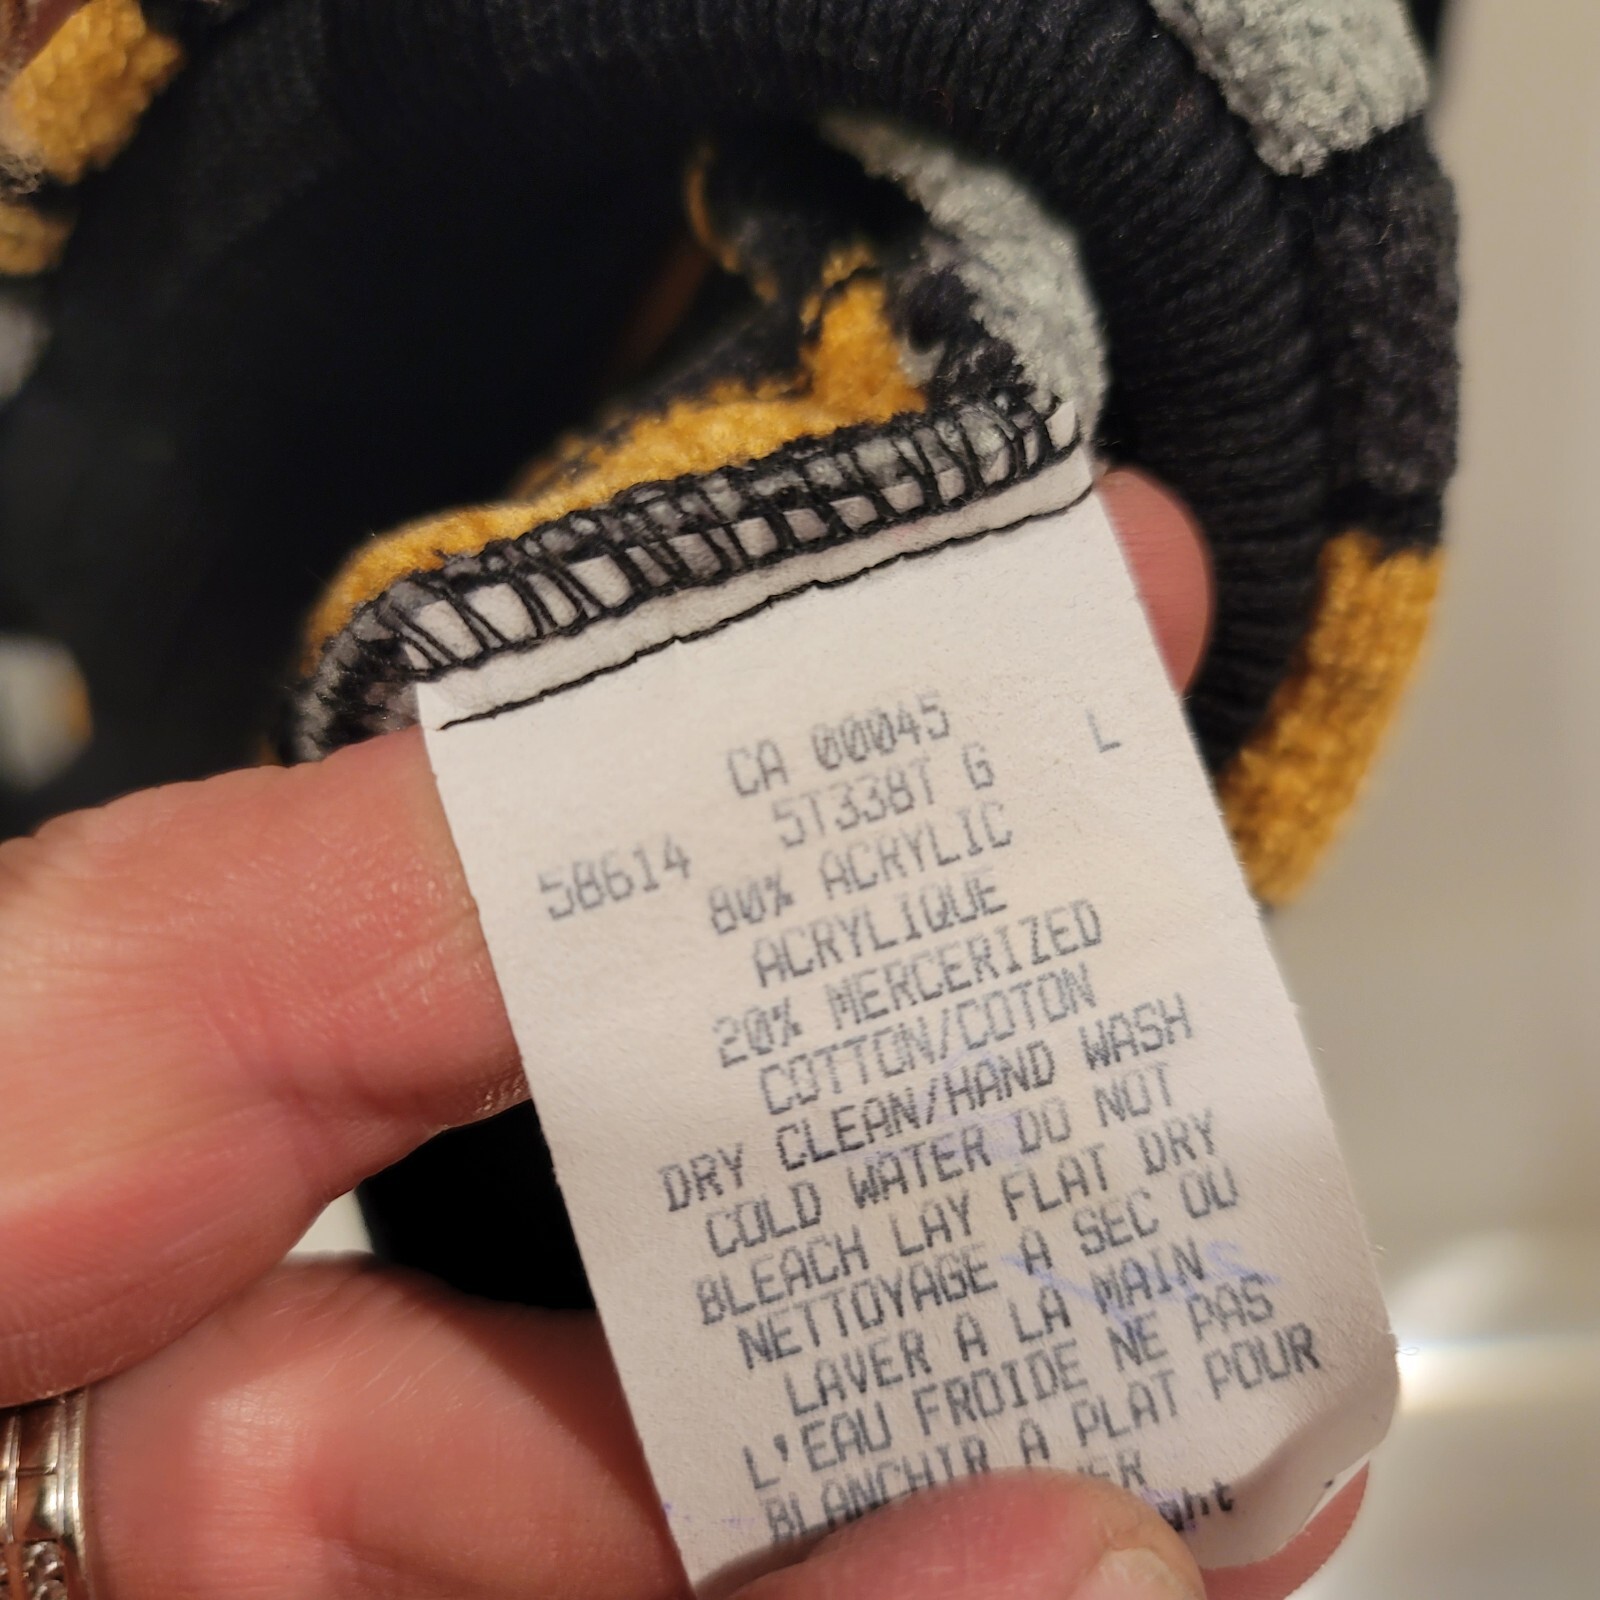 CA 00045
5T338T G L
58614 80% ACRYLIC
ACRYLIQUE
20% MERCERIZED
COTTON/COTON
DRY CLEAN/HAND WASH
COLD WATER DO NOT
BLEACH LAY FLAT DRY
NETTOYAGE A SEC OU
LAVER A LA MAIN
L'EAU FROIDE NE PAS
BLANCHIR A PLAT POUR